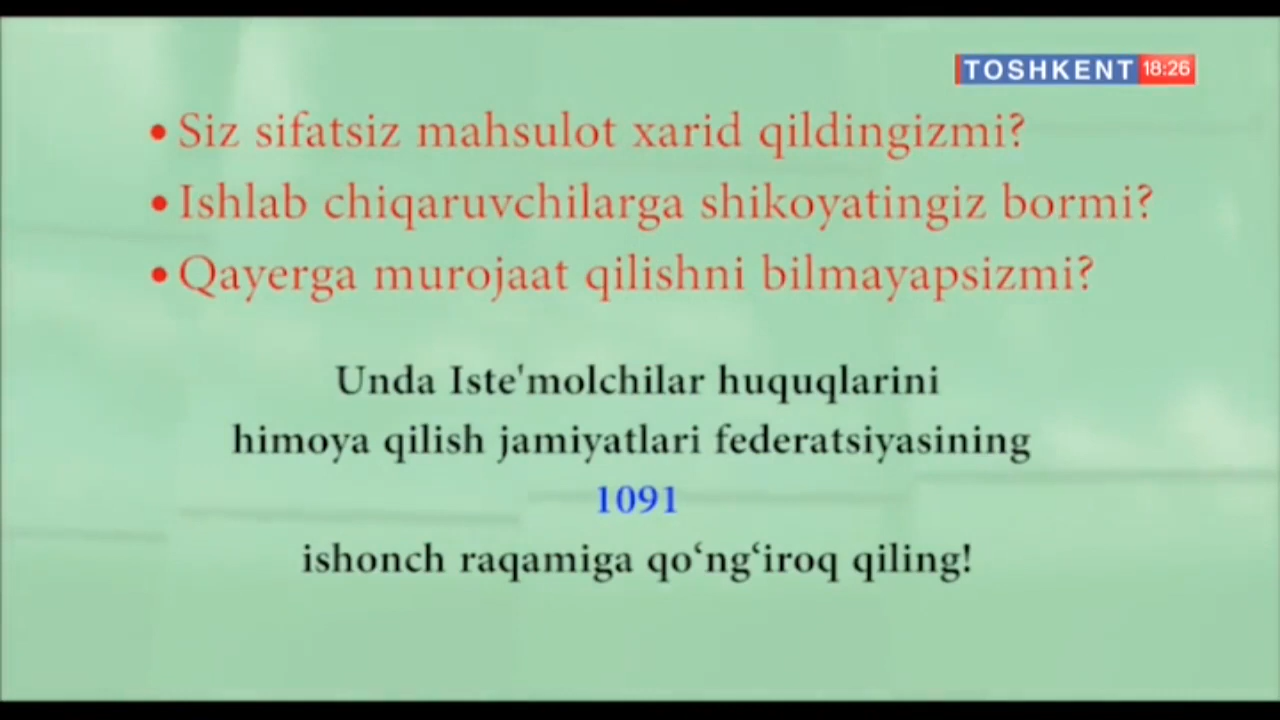 TOSHKENT 18:26
• Siz sifatsiz mahsulot xarid qildingizmi?
• Ishlab chiqaruvchilarga shikoyatingiz bormi?
• Qayerga murojaat qilishni bilmayapsizmi?
Unda Iste'molchilar huquqlarini
himoya qilish jamiyatlari federatsiyasining
1091
ishonch raqamiga qo‘ng‘iroq qiling!